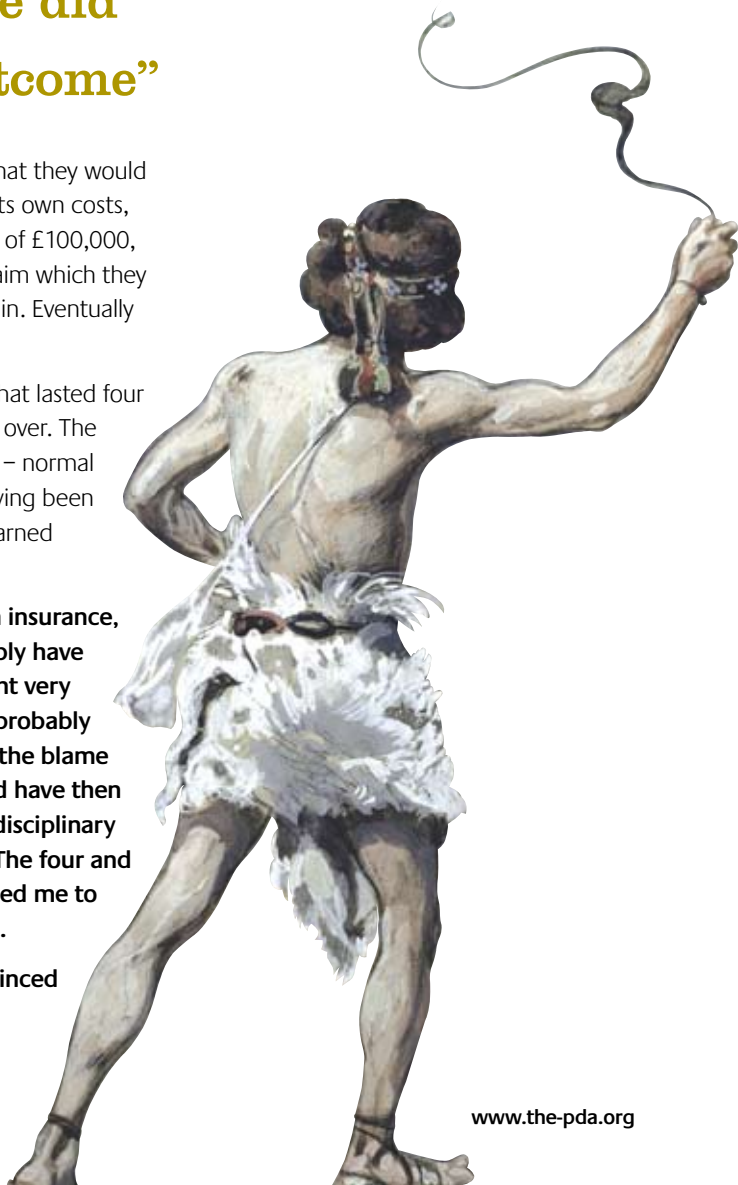 e did
tcome”
hat they would
ts own costs,
of £100,000,
aim which they
in. Eventually
hat lasted four
over. The
– normal
ving been
arned
insurance,
bly have
nt very
probably
the blame
d have then
disciplinary
The four and
ed me to
.
inced
www.the-pda.org